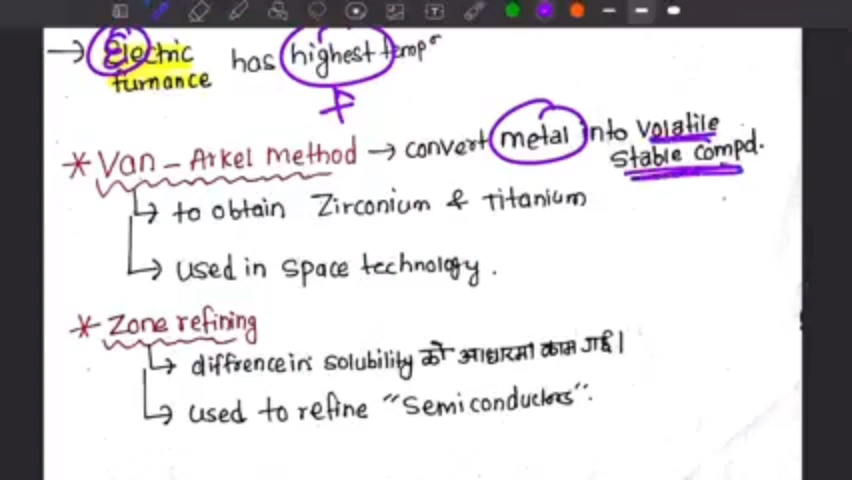 → Electric has highest tempr
furnance
* Van-Arkel method → convert metal into volatile
stable compd.
↳ to obtain Zirconium & Titanium
↳ used in space technology.
* Zone refining
↳ diffrence in solubility को आधारमा काम गर्छ।
↳ used to refine "Semiconductors".